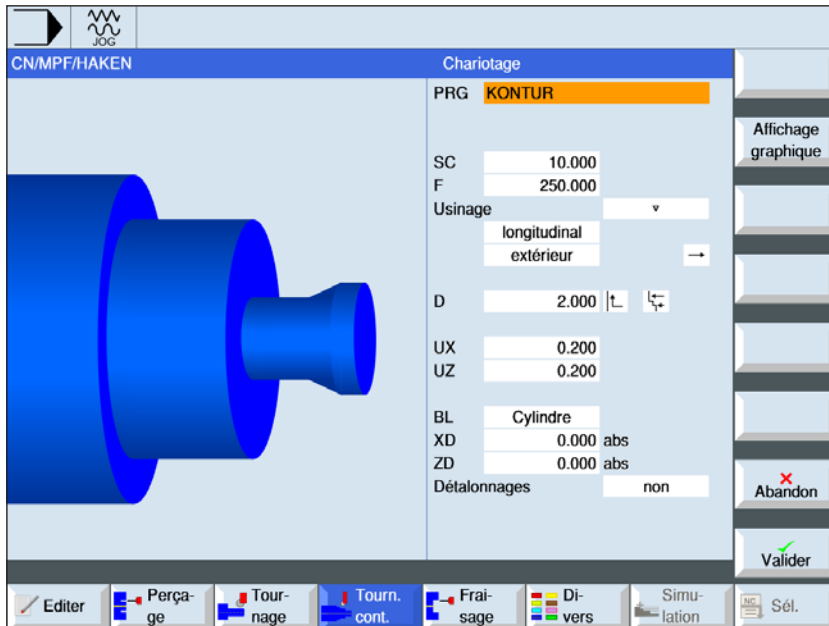 JOG
CN/MPF/HAKEN
Chariotage
PRG KONTUR
SC 10.000
F 250.000
Usinage ▿
longitudinal
extérieur →
D 2.000
UX 0.200
UZ 0.200
BL Cylindre
XD 0.000 abs
ZD 0.000 abs
Détalonnages non
Affichage
graphique
Abandon
Valider
Editer
Perça-
ge
Tour-
nage
Tourn.
cont.
Frai-
sage
Di-
vers
Simu-
lation
NC
Sél.